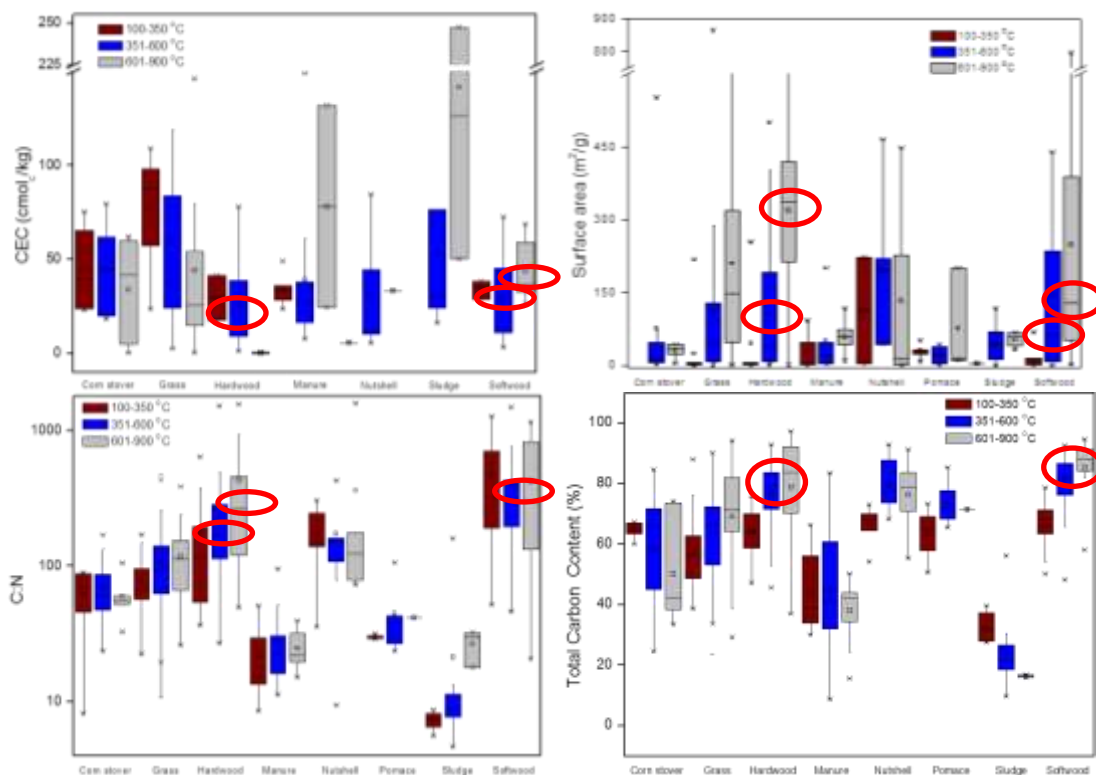 250
225
100
50
0
CEC (cmolc/kg)
100-350 °C
351-600 °C
601-900 °C
Corn stover Grass Hardwood Manure Nutshell Sludge Softwood
900
800
450
300
150
0
Surface area (m²/g)
100-350 °C
351-600 °C
601-900 °C
Corn stover Grass Hardwood Manure Nutshell Pomace Sludge Softwood
1000
100
10
C:N
100-350 °C
351-600 °C
601-900 °C
Corn stover Grass Hardwood Manure Nutshell Pomace Sludge Softwood
100
80
60
40
20
0
Total Carbon Content (%)
100-350 °C
351-600 °C
601-900 °C
Corn stover Grass Hardwood Manure Nutshell Pomace Sludge Softwood